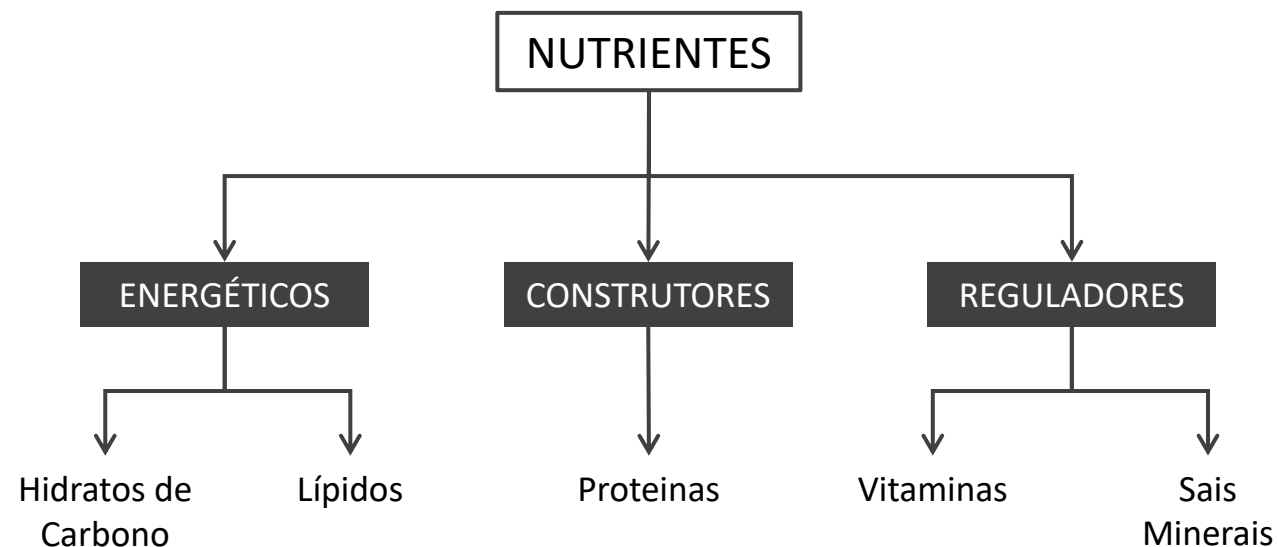 NUTRIENTES
ENERGÉTICOS
CONSTRUTORES
REGULADORES
Hidratos de
Carbono
Lípidos
Proteinas
Vitaminas
Sais
Minerais